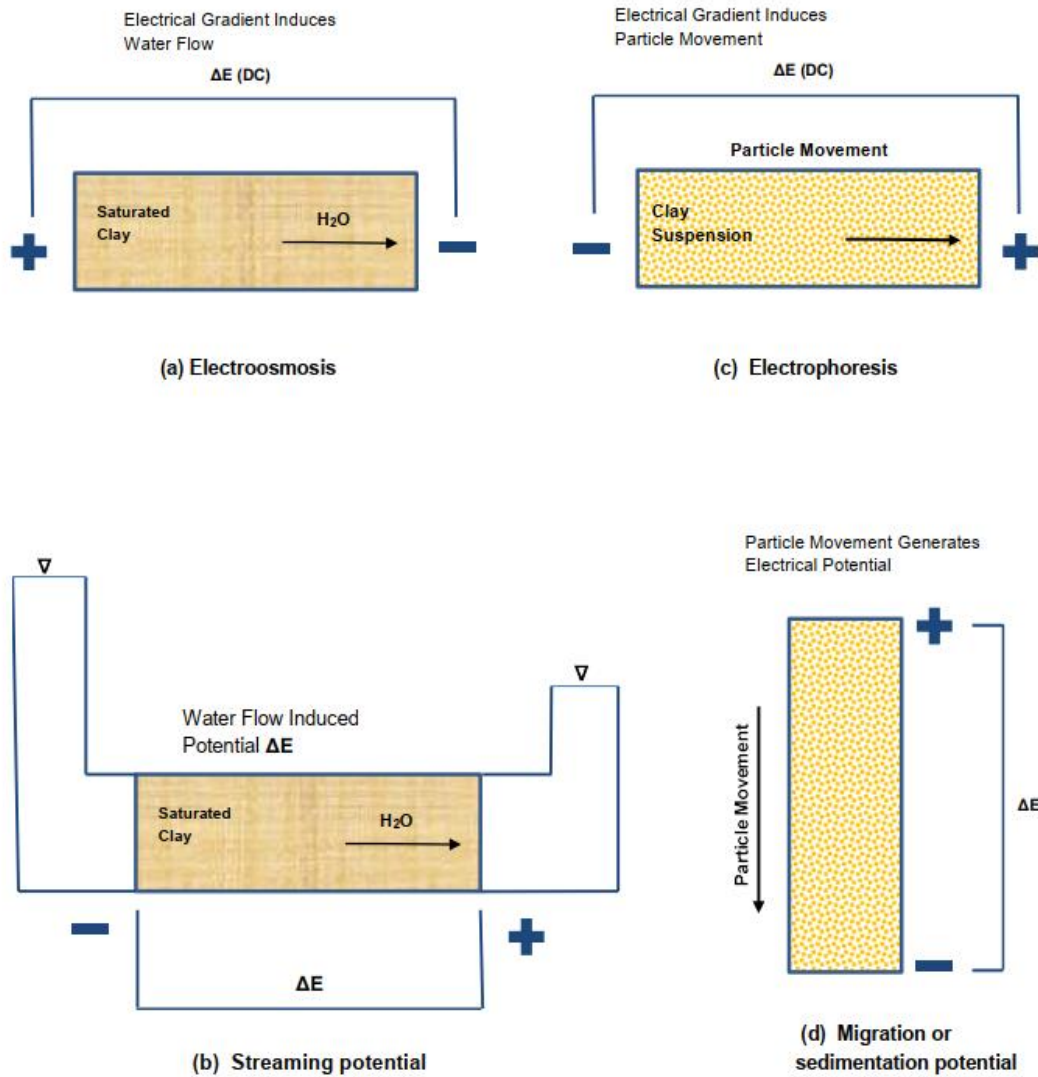 Electrical Gradient Induces
Water Flow
ΔE (DC)
Saturated
Clay
H₂O
+
−
(a) Electroosmosis
Electrical Gradient Induces
Particle Movement
ΔE (DC)
Particle Movement
Clay
Suspension
−
+
(c) Electrophoresis
∇
∇
Water Flow Induced
Potential ΔE
Saturated
Clay
H₂O
−
+
ΔE
(b) Streaming potential
Particle Movement Generates
Electrical Potential
+
Particle Movement
ΔE
−
(d) Migration or
sedimentation potential